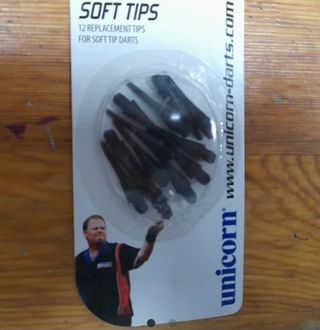 SOFT TIPS
12 REPLACEMENT TIPS
FOR SOFT TIP DARTS
unicorn® www.unicorn-darts.com